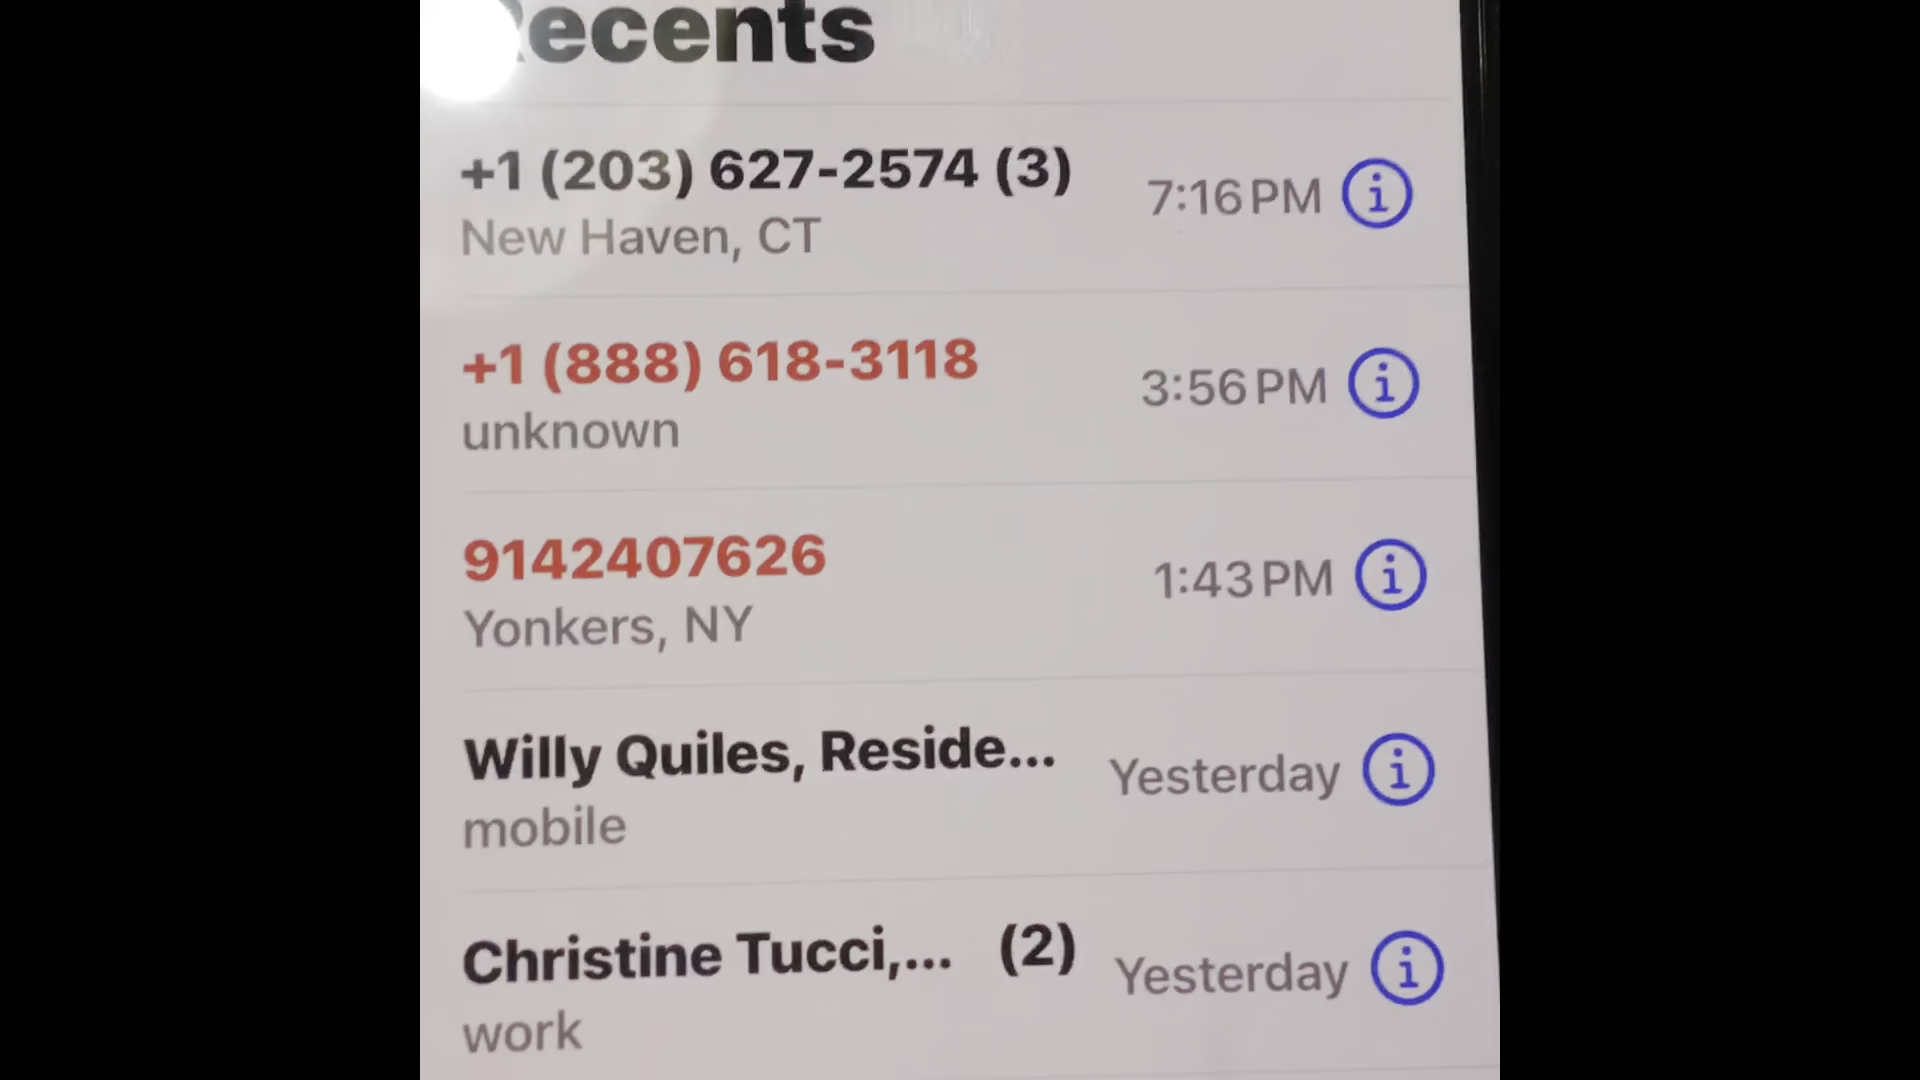 Recents
+1 (203) 627-2574 (3)
7:16 PM
New Haven, CT
+1 (888) 618-3118
3:56 PM
unknown
9142407626
1:43 PM
Yonkers, NY
Willy Quiles, Reside...
Yesterday
mobile
Christine Tucci,... (2)
Yesterday
work